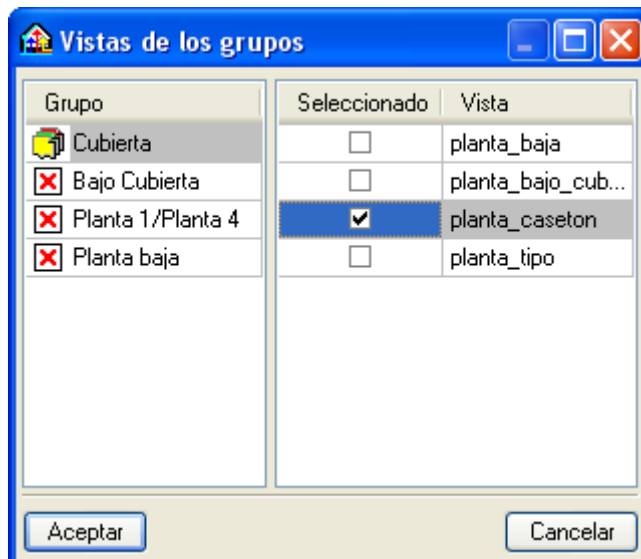 Vistas de los grupos
Grupo
Cubierta
Bajo Cubierta
Planta 1/Planta 4
Planta baja
Seleccionado Vista
planta_baja
planta_bajo_cub...
planta_caseton
planta_tipo
Aceptar Cancelar